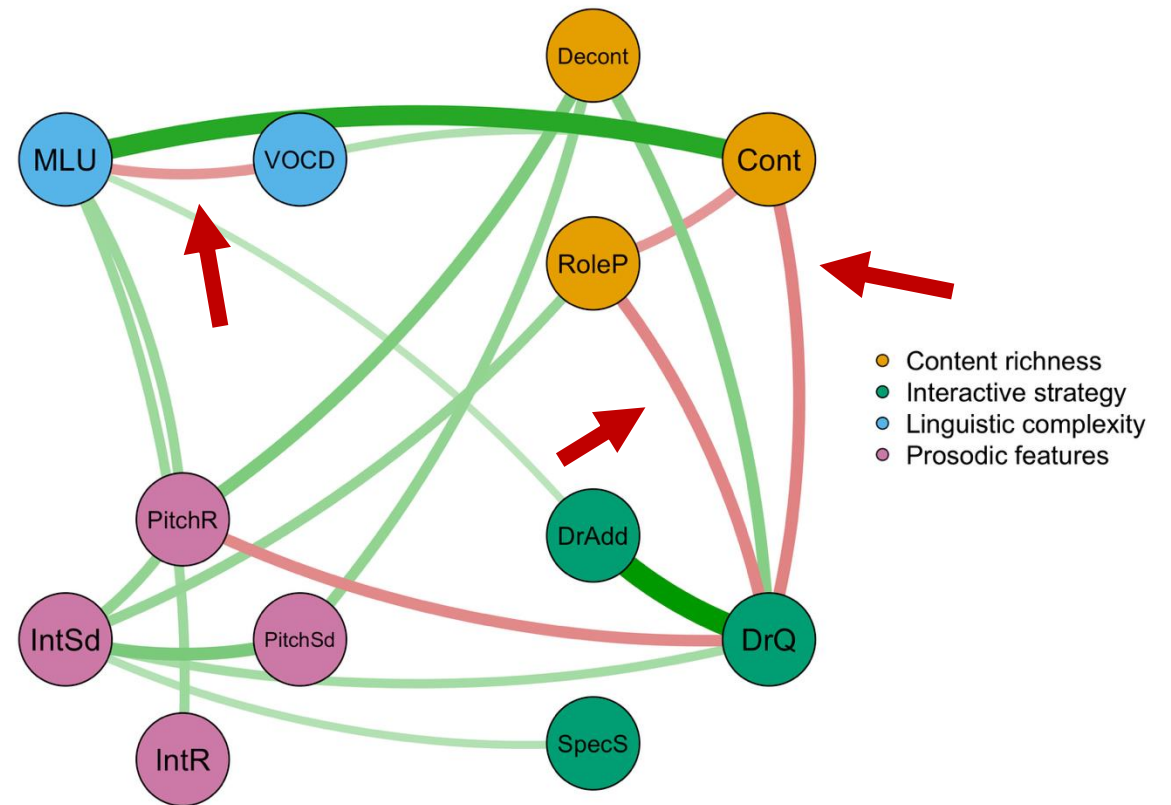 Decont
MLU
VOCD
Cont
RoleP
Content richness
Interactive strategy
Linguistic complexity
Prosodic features
PitchR
DrAdd
IntSd
PitchSd
DrQ
IntR
SpecS